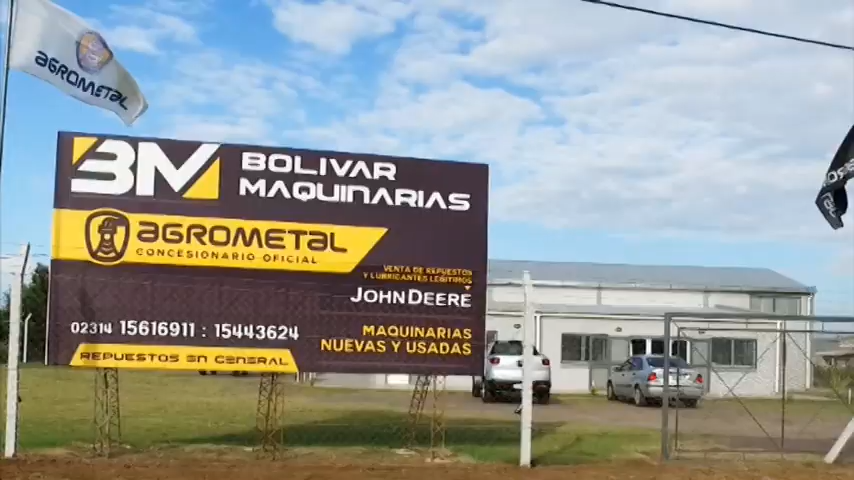 AGROMETAL
BM
BOLIVAR
MAQUINARIAS
AGROMETAL
CONCESIONARIO OFICIAL
VENTA DE REPUESTOS
Y LUBRICANTES LEGÍTIMOS
JOHN DEERE
02314 15616911 : 15443624
MAQUINARIAS
NUEVAS Y USADAS
REPUESTOS EN GENERAL